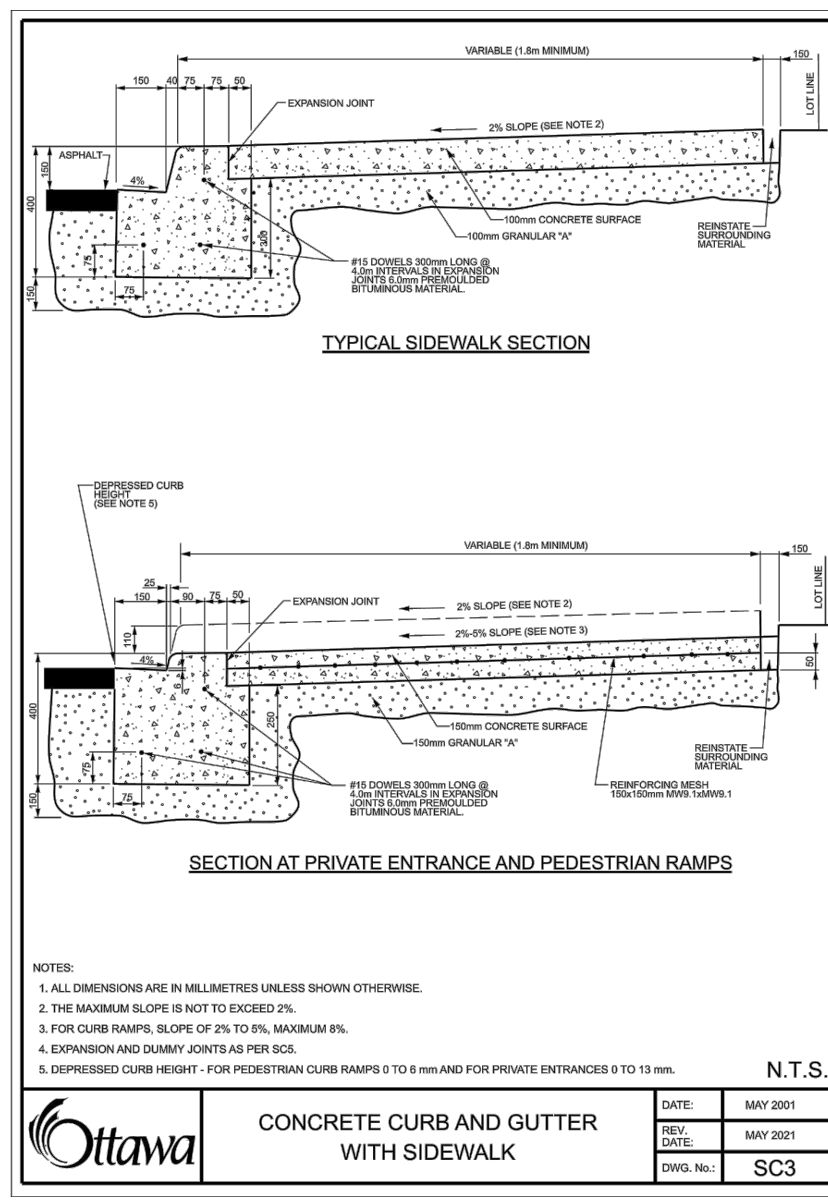 VARIABLE (1.8m MINIMUM)
150
LOT LINE
150 40 75 75 50
EXPANSION JOINT
2% SLOPE (SEE NOTE 2)
ASPHALT
150
4%
400
100mm CONCRETE SURFACE
100mm GRANULAR "A"
REINSTATE
SURROUNDING
MATERIAL
300
75
#15 DOWELS 300mm LONG @
4.0m INTERVALS IN EXPANSION
JOINTS 6.0mm PREMOULDED
BITUMINOUS MATERIAL.
75
150
TYPICAL SIDEWALK SECTION
DEPRESSED CURB
HEIGHT
(SEE NOTE 5)
VARIABLE (1.8m MINIMUM)
150
LOT LINE
25
150 90 75 50
EXPANSION JOINT
2% SLOPE (SEE NOTE 2)
110
2%-5% SLOPE (SEE NOTE 3)
4%
6
50
400
250
150mm CONCRETE SURFACE
150mm GRANULAR "A"
REINSTATE
SURROUNDING
MATERIAL
75
#15 DOWELS 300mm LONG @
4.0m INTERVALS IN EXPANSION
JOINTS 6.0mm PREMOULDED
BITUMINOUS MATERIAL.
REINFORCING MESH
150x150mm MW9.1xMW9.1
75
150
SECTION AT PRIVATE ENTRANCE AND PEDESTRIAN RAMPS
NOTES:
1. ALL DIMENSIONS ARE IN MILLIMETRES UNLESS SHOWN OTHERWISE.
2. THE MAXIMUM SLOPE IS NOT TO EXCEED 2%.
3. FOR CURB RAMPS, SLOPE OF 2% TO 5%, MAXIMUM 8%.
4. EXPANSION AND DUMMY JOINTS AS PER SC5.
5. DEPRESSED CURB HEIGHT - FOR PEDESTRIAN CURB RAMPS 0 TO 6 mm AND FOR PRIVATE ENTRANCES 0 TO 13 mm.
N.T.S.
Ottawa
CONCRETE CURB AND GUTTER
WITH SIDEWALK
DATE: MAY 2001
REV.
DATE: MAY 2021
DWG. No.: SC3